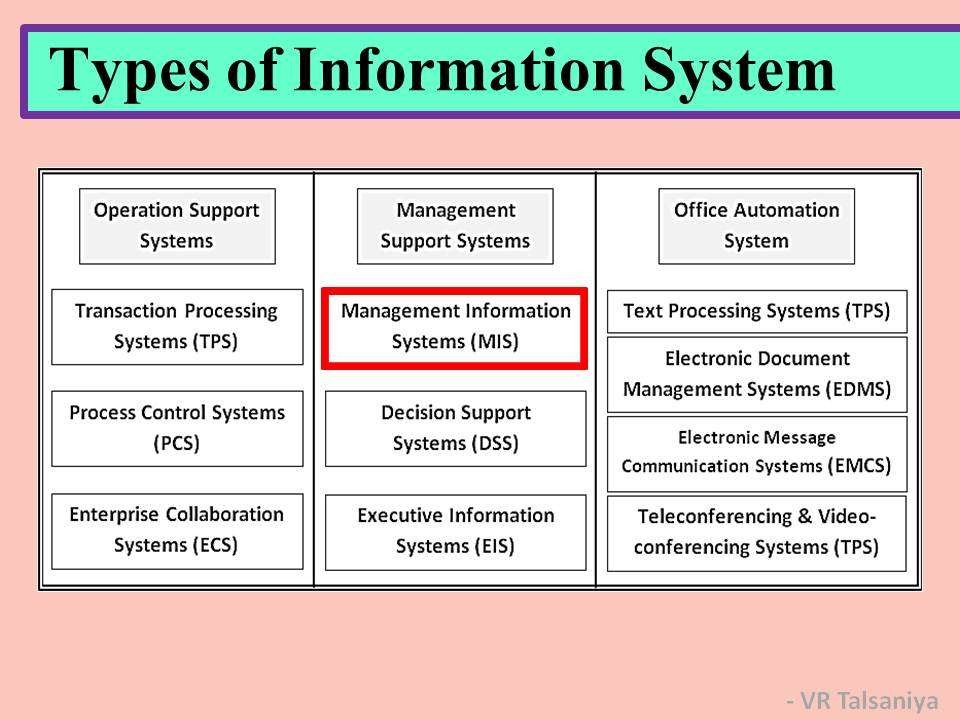 Types of Information System
Operation Support
Systems
Transaction Processing
Systems (TPS)
Process Control Systems
(PCS)
Enterprise Collaboration
Systems (ECS)
Management
Support Systems
Management Information
Systems (MIS)
Decision Support
Systems (DSS)
Executive Information
Systems (EIS)
Office Automation
System
Text Processing Systems (TPS)
Electronic Document
Management Systems (EDMS)
Electronic Message
Communication Systems (EMCS)
Teleconferencing & Video-
conferencing Systems (TPS)
- VR Talsaniya